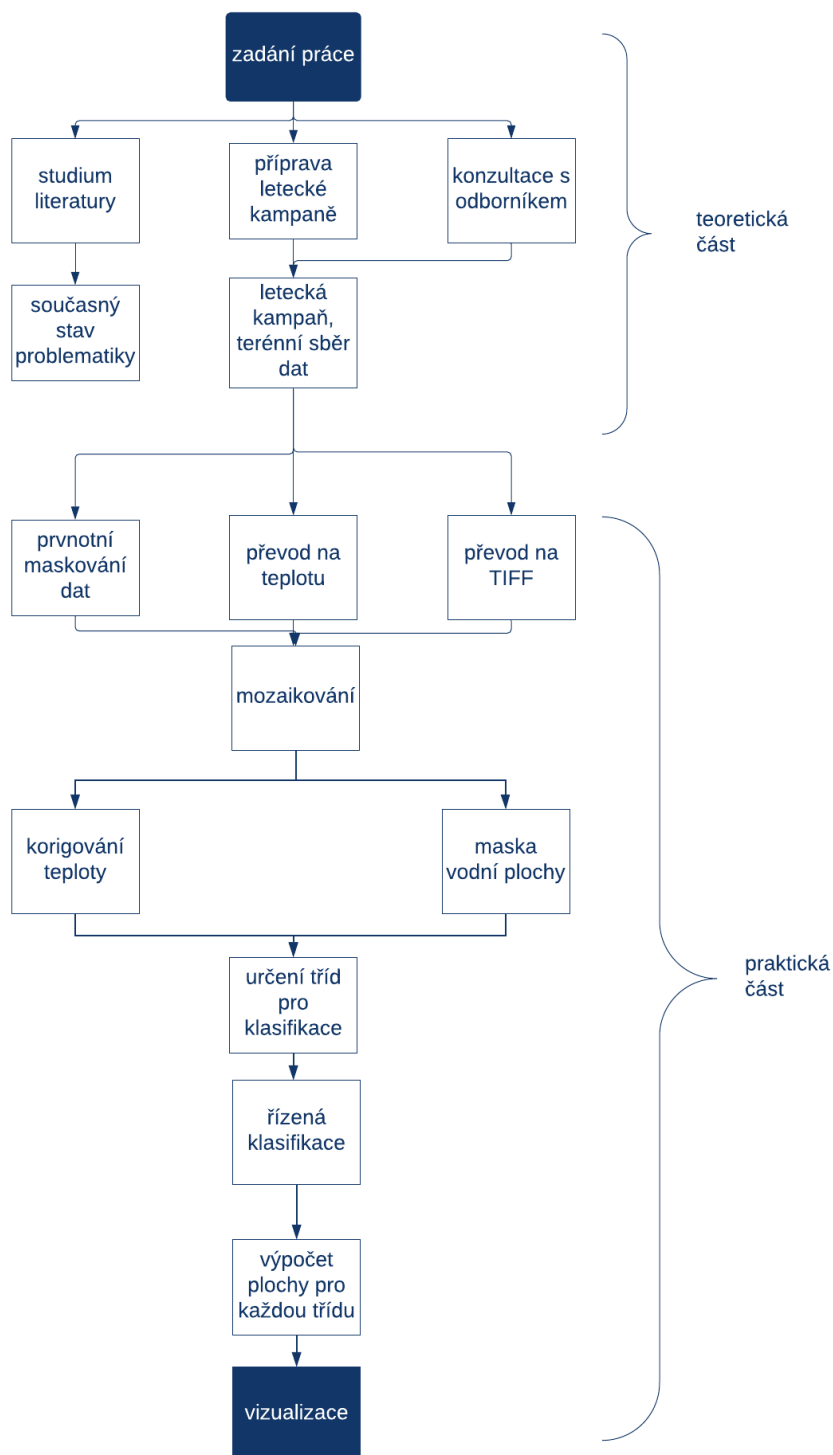 zadání práce
studium
literatury
příprava
letecké
kampaně
konzultace s
odborníkem
teoretická
část
současný
stav
problematiky
letecká
kampaň,
terénní sběr
dat
prvnotní
maskování
dat
převod na
teplotu
převod na
TIFF
mozaikování
korigování
teploty
maska
vodní plochy
určení tříd
pro
klasifikace
praktická
část
řízená
klasifikace
výpočet
plochy pro
každou třídu
vizualizace